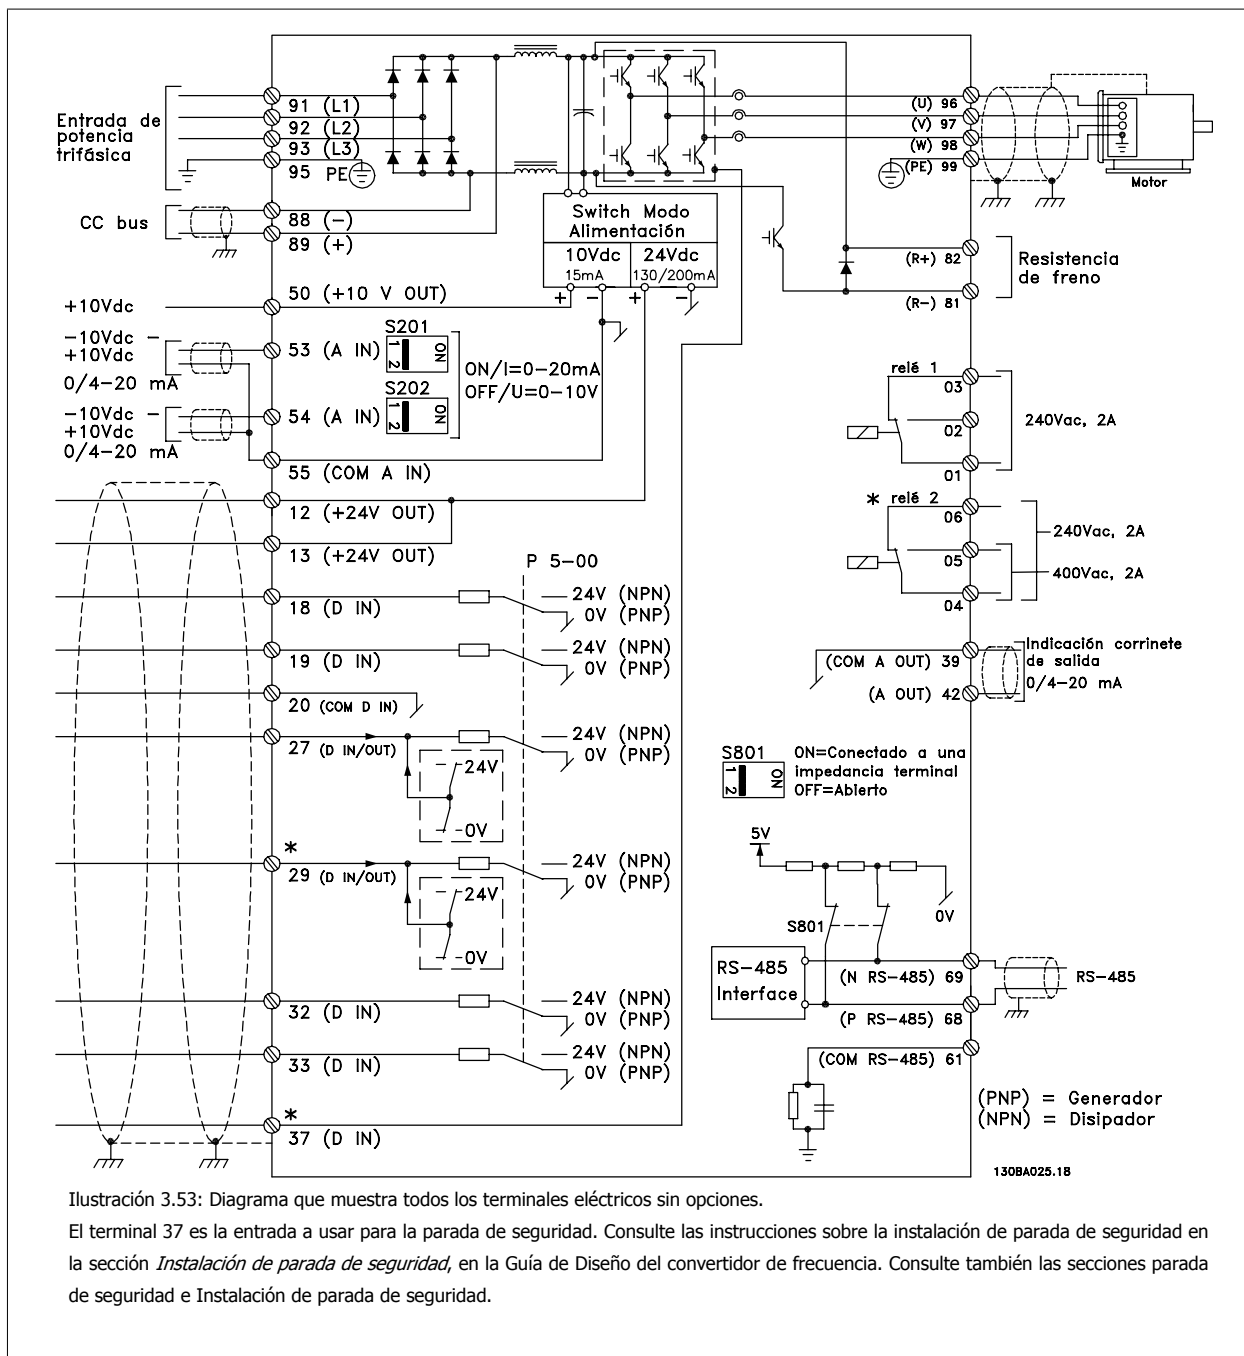 Entrada de
potencia
trifásica
91 (L1)
92 (L2)
93 (L3)
95 PE
CC bus
88 (−)
89 (+)
+10Vdc
50 (+10 V OUT)
−10Vdc −
+10Vdc
0/4−20 mA
53 (A IN)
S201
1 2
ON
ON/I=0−20mA
OFF/U=0−10V
−10Vdc −
+10Vdc
0/4−20 mA
54 (A IN)
S202
1 2
ON
55 (COM A IN)
12 (+24V OUT)
13 (+24V OUT)
P 5−00
18 (D IN)
24V (NPN)
0V (PNP)
19 (D IN)
24V (NPN)
0V (PNP)
20 (COM D IN)
27 (D IN/OUT)
24V (NPN)
0V (PNP)
24V
0V
*
29 (D IN/OUT)
24V (NPN)
0V (PNP)
24V
0V
32 (D IN)
24V (NPN)
0V (PNP)
33 (D IN)
24V (NPN)
0V (PNP)
*
37 (D IN)
Switch Modo
Alimentación
10Vdc
15mA
24Vdc
130/200mA
+ − + −
(U) 96
(V) 97
(W) 98
(PE) 99
Motor
(R+) 82
(R−) 81
Resistencia
de freno
relé 1
03
02
01
240Vac, 2A
* relé 2
06
05
04
240Vac, 2A
400Vac, 2A
(COM A OUT) 39
(A OUT) 42
Indicación corrinete
de salida
0/4−20 mA
S801
1 2
ON
ON=Conectado a una
impedancia terminal
OFF=Abierto
5V
S801
0V
RS−485
Interface
(N RS−485) 69
(P RS−485) 68
RS−485
(COM RS−485) 61
(PNP) = Generador
(NPN) = Disipador
130BA025.18
Ilustración 3.53: Diagrama que muestra todos los terminales eléctricos sin opciones.
El terminal 37 es la entrada a usar para la parada de seguridad. Consulte las instrucciones sobre la instalación de parada de seguridad en
la sección Instalación de parada de seguridad, en la Guía de Diseño del convertidor de frecuencia. Consulte también las secciones parada
de seguridad e Instalación de parada de seguridad.